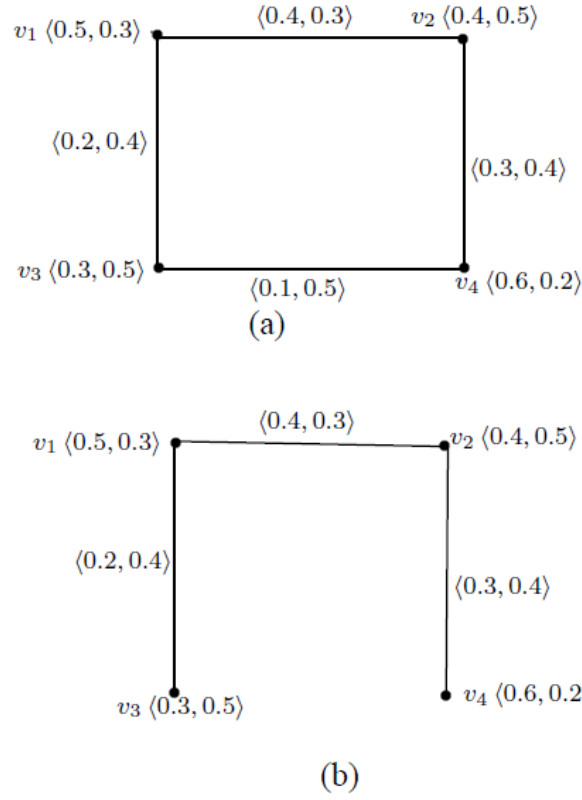 v₁ ⟨0.5, 0.3⟩ ⟨0.4, 0.3⟩ v₂ ⟨0.4, 0.5⟩
⟨0.2, 0.4⟩
⟨0.3, 0.4⟩
v₃ ⟨0.3, 0.5⟩ ⟨0.1, 0.5⟩ v₄ ⟨0.6, 0.2⟩
(a)
⟨0.4, 0.3⟩
v₁ ⟨0.5, 0.3⟩ v₂ ⟨0.4, 0.5⟩
⟨0.2, 0.4⟩
⟨0.3, 0.4⟩
v₃ ⟨0.3, 0.5⟩ v₄ ⟨0.6, 0.2
(b)